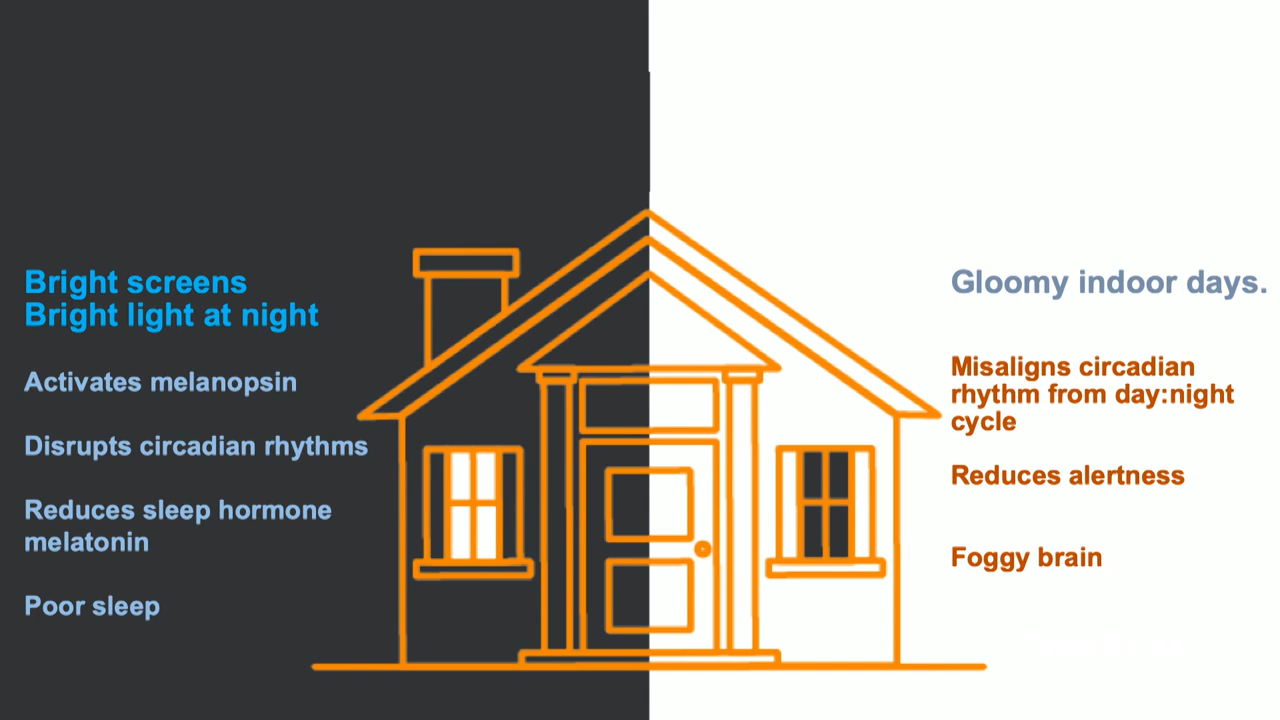 Bright screens
Bright light at night
Activates melanopsin
Disrupts circadian rhythms
Reduces sleep hormone
melatonin
Poor sleep
Gloomy indoor days.
Misaligns circadian
rhythm from day:night
cycle
Reduces alertness
Foggy brain